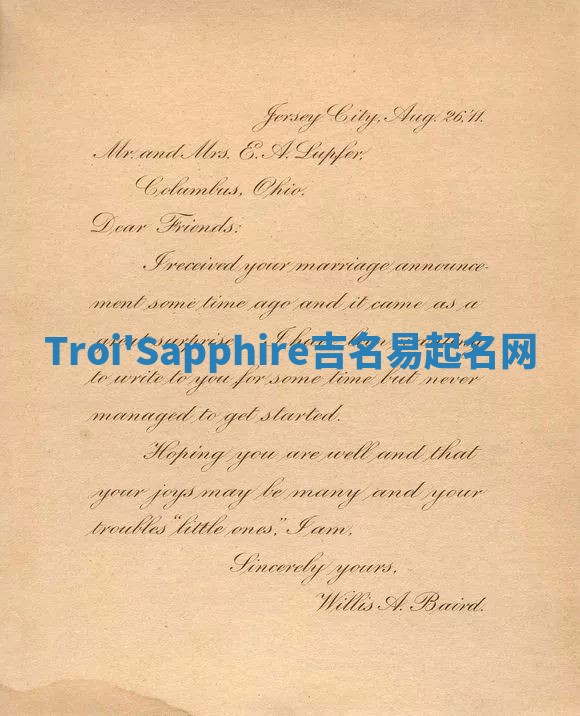 Jersey City, Aug. 26, '11.
Mr. and Mrs. E. A. Lupfer,
Columbus, Ohio.
Dear Friends:
I received your marriage announce-
ment some time ago and it came as a
Troi'Sapphire吉名易起名网
to write to you for some time but never
managed to get started.
Hoping you are well and that
your joys may be many and your
troubles "little ones," I am,
Sincerely yours,
Willis A. Baird.